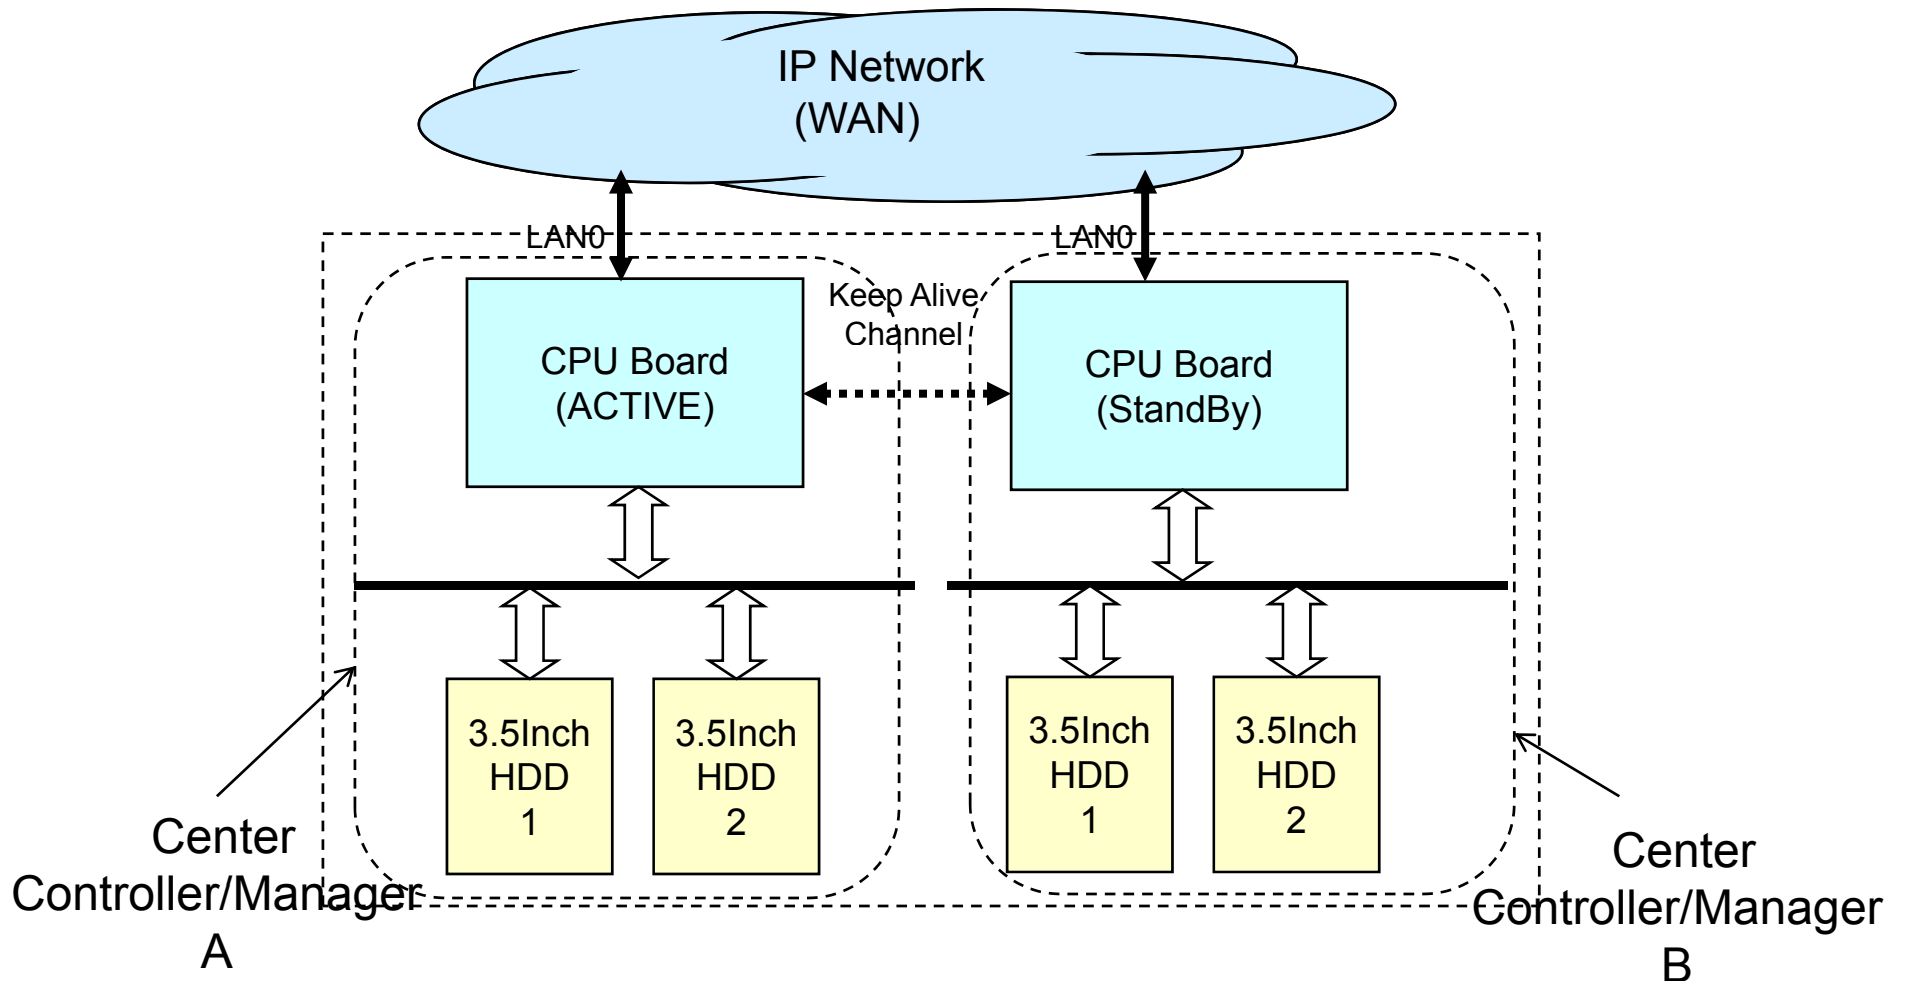 IP Network
(WAN)
LAN0
LAN0
Keep Alive
Channel
CPU Board
(ACTIVE)
CPU Board
(StandBy)
3.5Inch
HDD
1
3.5Inch
HDD
2
3.5Inch
HDD
1
3.5Inch
HDD
2
Center
Controller/Manager
A
Center
Controller/Manager
B